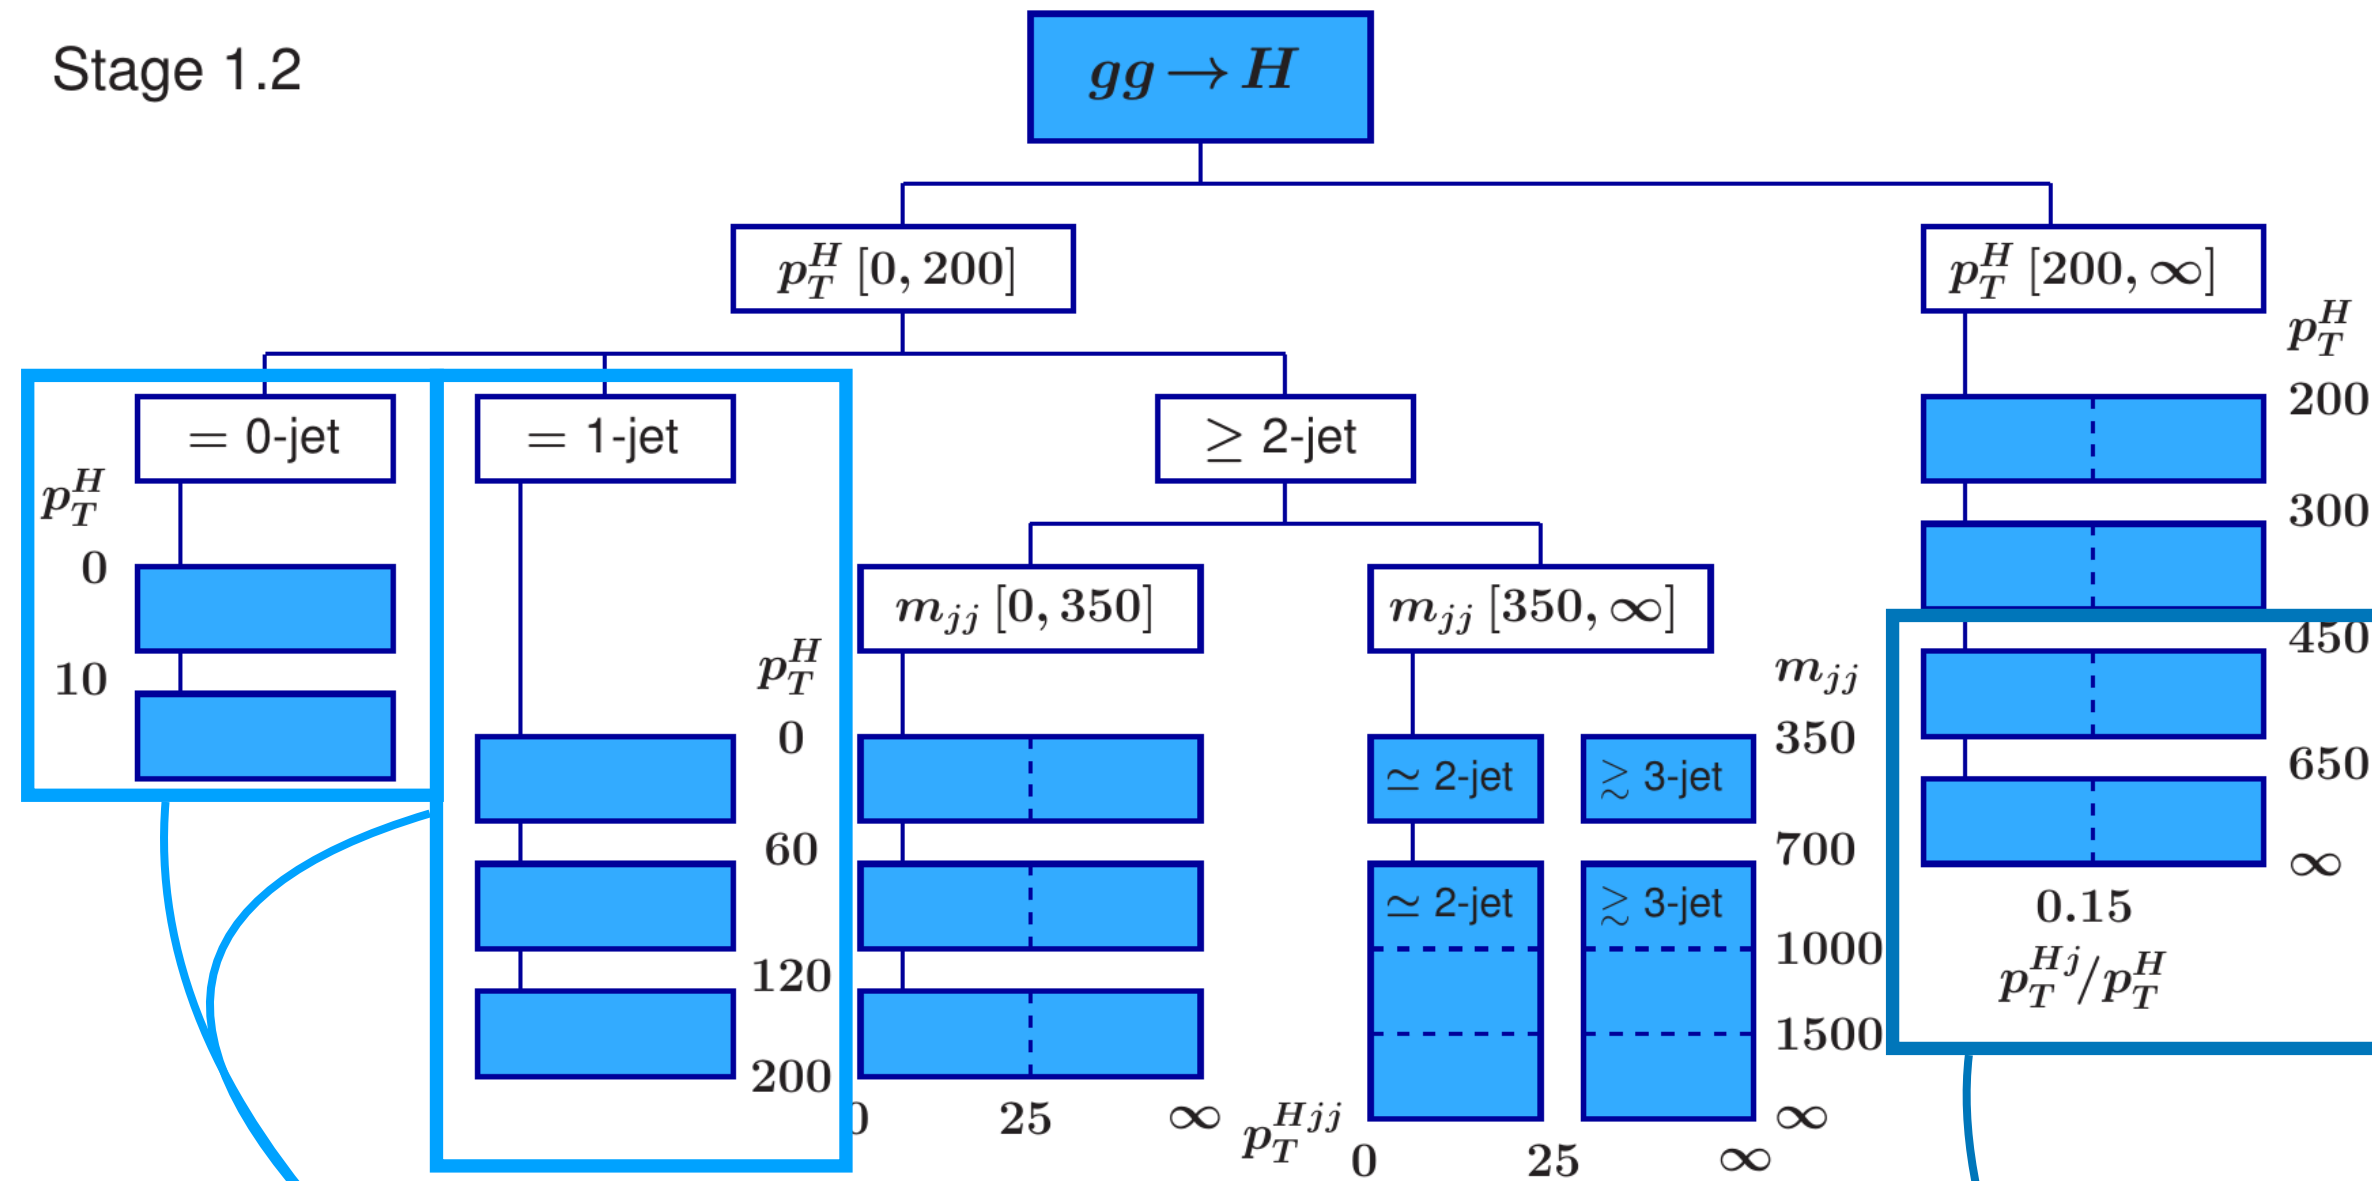 Stage 1.2
gg → H
p_T^H [0, 200]
p_T^H [200, ∞]
= 0-jet
= 1-jet
≥ 2-jet
p_T^H
0
10
m_jj [0, 350]
m_jj [350, ∞]
p_T^H
0
60
120
200
0 25 ∞
≃ 2-jet ≳ 3-jet
≃ 2-jet ≳ 3-jet
m_jj
350
700
1000
1500
∞
p_T^Hjj
0 25 ∞
p_T^H
200
300
450
650
∞
0.15
p_T^Hj/p_T^H